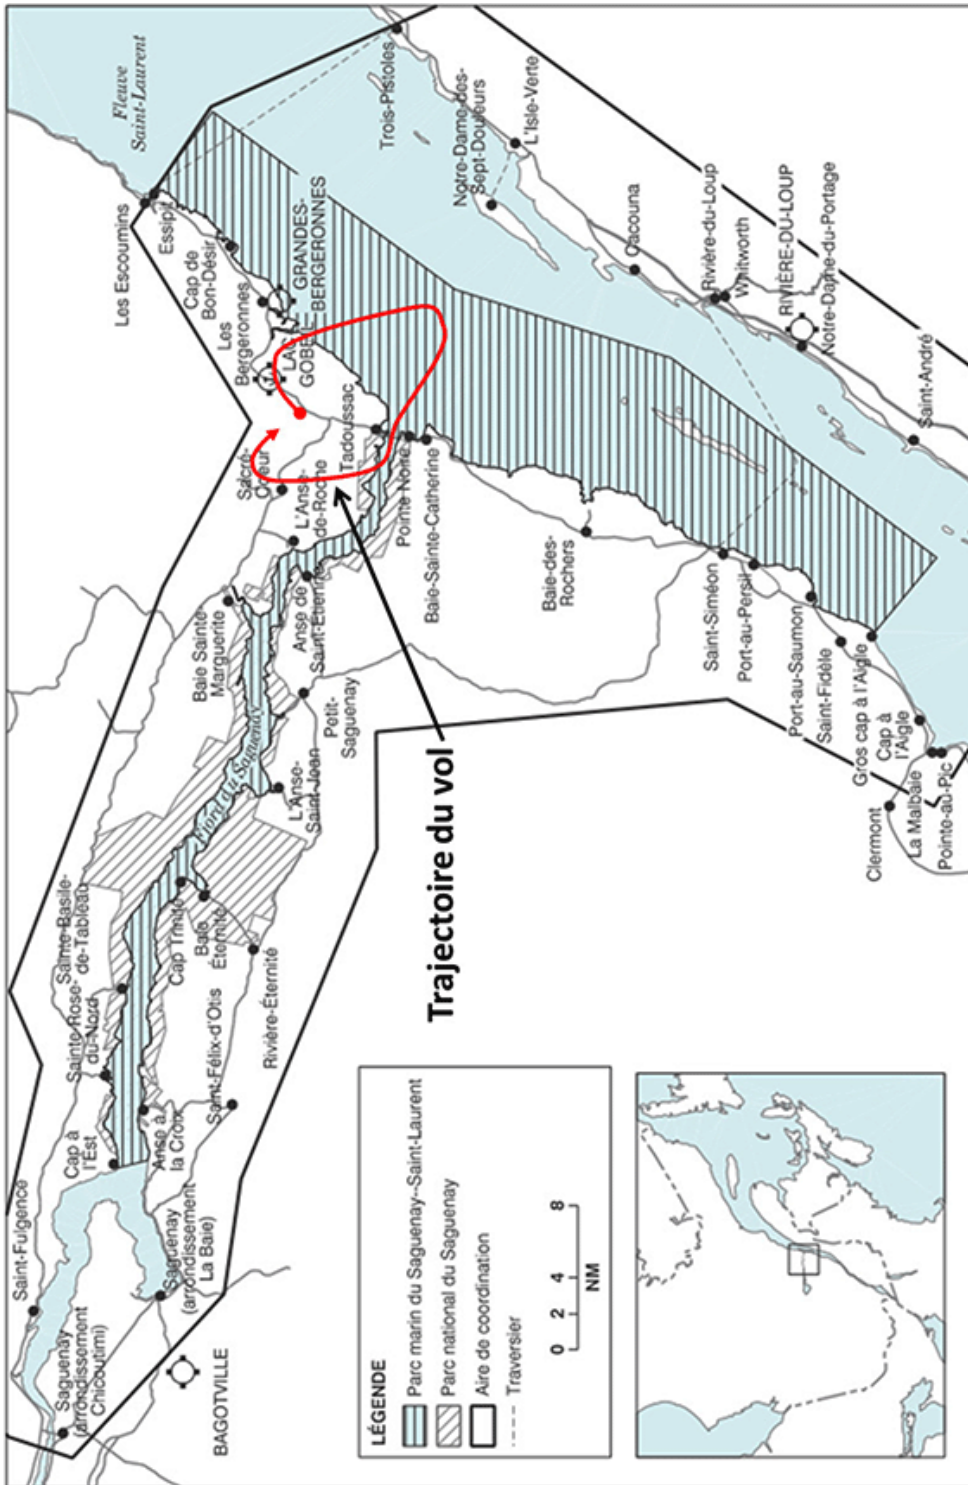 Fleuve
Saint-Laurent
Trois-Pistoles
Notre-Dame-des-
Sept-Douleurs
L'Isle-Verte
Les Escoumins
Essipit
Cap de
Bon-Désir
Les
Bergeronnes
GRANDES-
BERGERONNES
LAC
GOBEIL
Cacouna
Rivière-du-Loup
Whitworth
RIVIÈRE-DU-LOUP
Notre-Dame-du-Portage
Saint-André
Sacré-
Coeur
Tadoussac
L'Anse-
de-Roche
Pointe Noire
Baie-Sainte-Catherine
Anse de
Saint-Étienne
Baie Sainte-
Marguerite
Baie-des-
Rochers
Petit-
Saguenay
L'Anse-
Saint-Jean
Fjord du Saguenay
Saint-Siméon
Port-au-Persil
Port-au-Saumon
Saint-Fidèle
Gros cap à l'Aigle
Cap à
l'Aigle
La Malbaie
Pointe-au-Pic
Clermont
Sainte-Basile-
de-Tableau
Cap Trinité
Baie
Éternité
Rivière-Éternité
Sainte-Rose-
du-Nord
Saint-Félix-d'Otis
Cap à
l'Est
Anse à
la Croix
Saint-Fulgence
Saguenay
(arrondissement
La Baie)
Saguenay
(arrondissement
Chicoutimi)
BAGOTVILLE
Trajectoire du vol
LÉGENDE
Parc marin du Saguenay--Saint-Laurent
Parc national du Saguenay
Aire de coordination
Traversier
0 2 4 8
NM